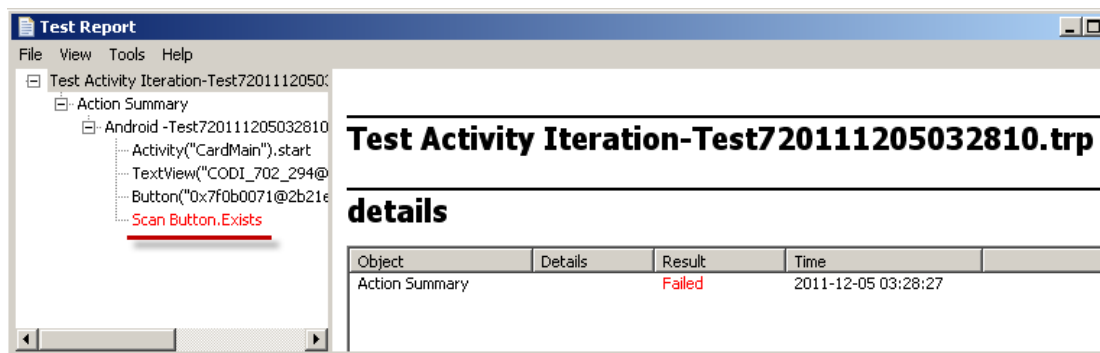 Test Report
File View Tools Help
Test Activity Iteration-Test7201112050
Action Summary
Android -Test720111205032810
Activity("CardMain").start
TextView("CODI_702_294@
Button("0x7f0b0071@2b21e
Scan Button.Exists
Test Activity Iteration-Test720111205032810.trp
details
Object Details Result Time
Action Summary Failed 2011-12-05 03:28:27